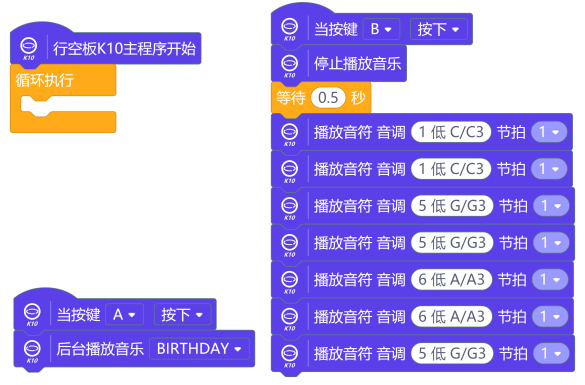 K10 行空板K10主程序开始
循环执行
K10 当按键 A 按下
K10 后台播放音乐 BIRTHDAY
K10 当按键 B 按下
K10 停止播放音乐
等待 0.5 秒
K10 播放音符 音调 1 低 C/C3 节拍 1
K10 播放音符 音调 1 低 C/C3 节拍 1
K10 播放音符 音调 5 低 G/G3 节拍 1
K10 播放音符 音调 5 低 G/G3 节拍 1
K10 播放音符 音调 6 低 A/A3 节拍 1
K10 播放音符 音调 6 低 A/A3 节拍 1
K10 播放音符 音调 5 低 G/G3 节拍 1